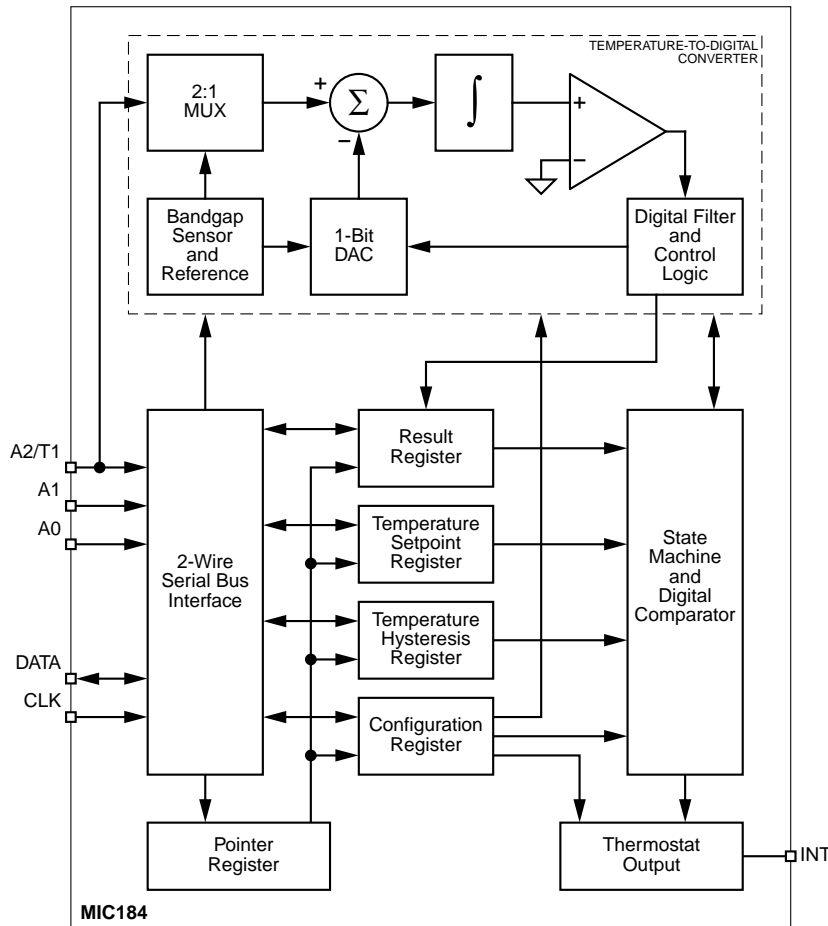 TEMPERATURE-TO-DIGITAL
CONVERTER
2:1
MUX
+
Σ
−
∫
+
−
Bandgap
Sensor
and
Reference
1-Bit
DAC
Digital Filter
and
Control
Logic
A2/T1
A1
A0
DATA
CLK
2-Wire
Serial Bus
Interface
Result
Register
Temperature
Setpoint
Register
Temperature
Hysteresis
Register
Configuration
Register
State
Machine
and
Digital
Comparator
Pointer
Register
Thermostat
Output
INT
MIC184